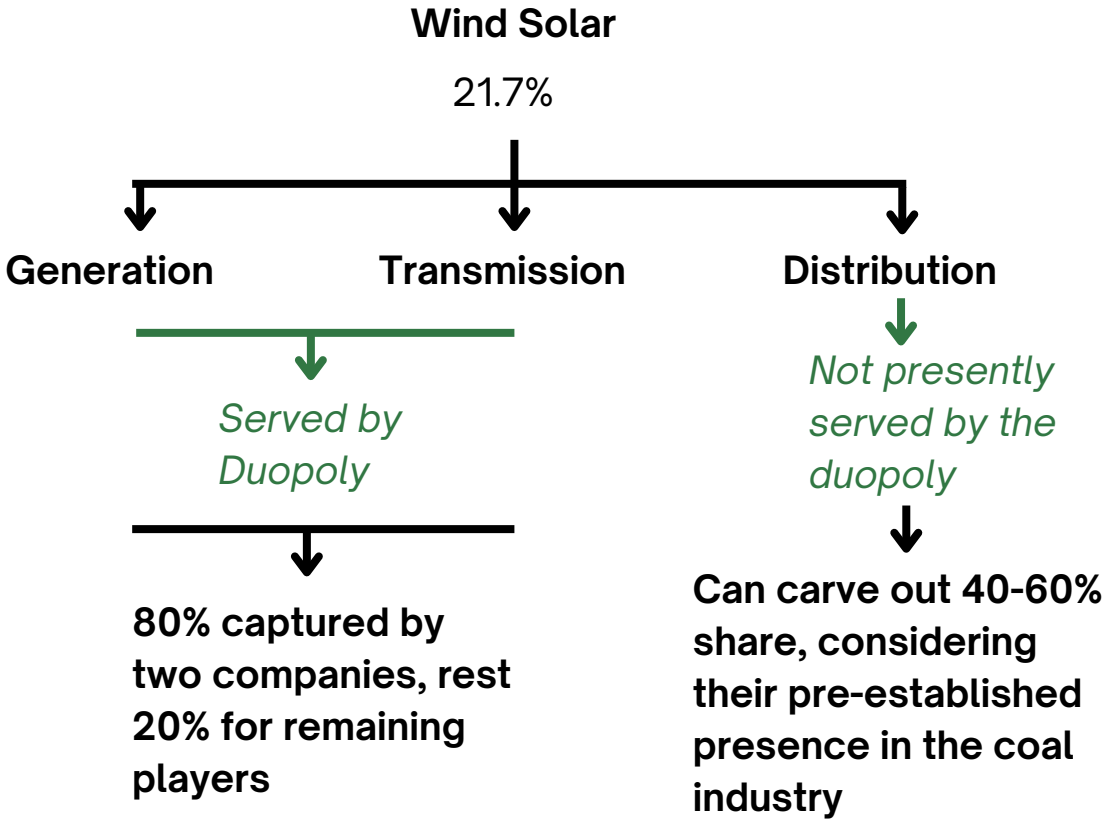 Wind Solar
21.7%
Generation
Transmission
Distribution
Served by
Duopoly
80% captured by
two companies, rest
20% for remaining
players
Not presently
served by the
duopoly
Can carve out 40-60%
share, considering
their pre-established
presence in the coal
industry